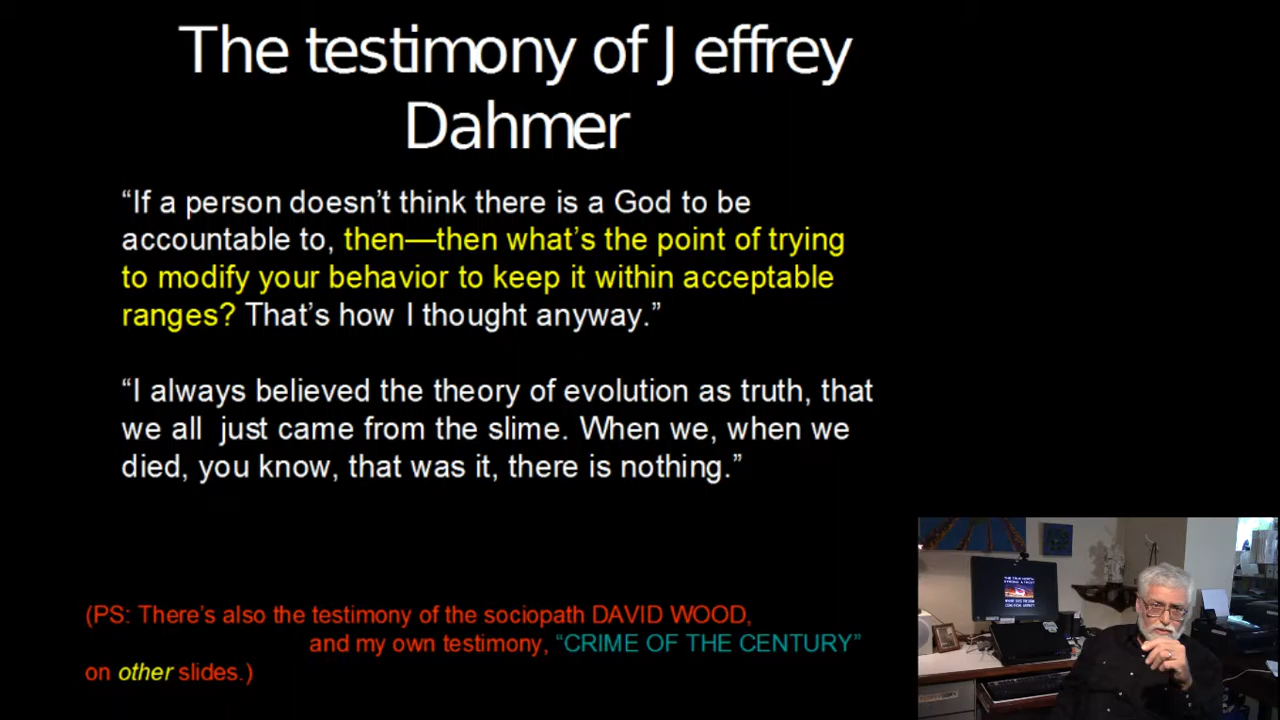 The testimony of Jeffrey
Dahmer
“If a person doesn’t think there is a God to be
accountable to, then—then what’s the point of trying
to modify your behavior to keep it within acceptable
ranges? That’s how I thought anyway.”
“I always believed the theory of evolution as truth, that
we all  just came from the slime. When we, when we
died, you know, that was it, there is nothing.”
(PS: There’s also the testimony of the sociopath DAVID WOOD,
and my own testimony, “CRIME OF THE CENTURY”
on other slides.)